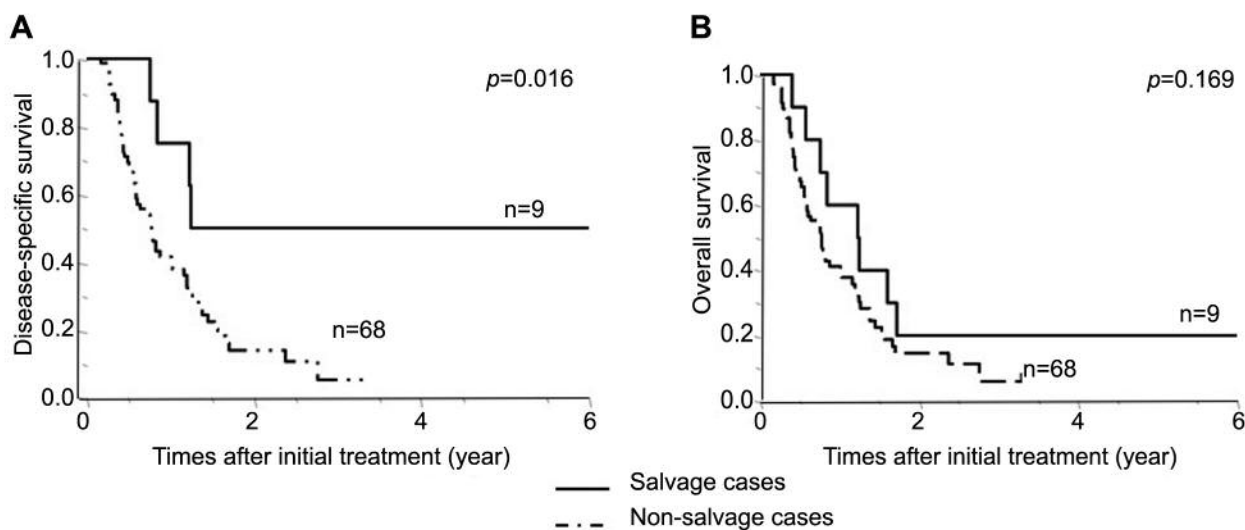 A
1.0
0.8
0.6
0.4
0.2
0.0
Disease-specific survival
p=0.016
n=9
n=68
0
2
4
6
Times after initial treatment (year)
B
1.0
0.8
0.6
0.4
0.2
0.0
Overall survival
p=0.169
n=9
n=68
0
2
4
6
Times after initial treatment (year)
Salvage cases
Non-salvage cases